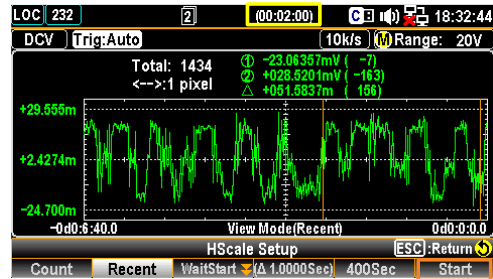 LOC 232 2 (00:02:00) C 18:32:44
DCV Trig:Auto 10k/s M Range: 20V
Total: 1434
<-->:1 pixel
① -23.06357mV ( -7)
② +028.5201mV ( -163)
△ +051.5837m ( 156)
+29.555m
+2.4274m
-24.700m
-0d0:6:40.0 View Mode(Recent) 0d0:0:0.0
HScale Setup ESC :Return
Count Recent WaitStart (Δ 1.0000Sec) 400Sec Start